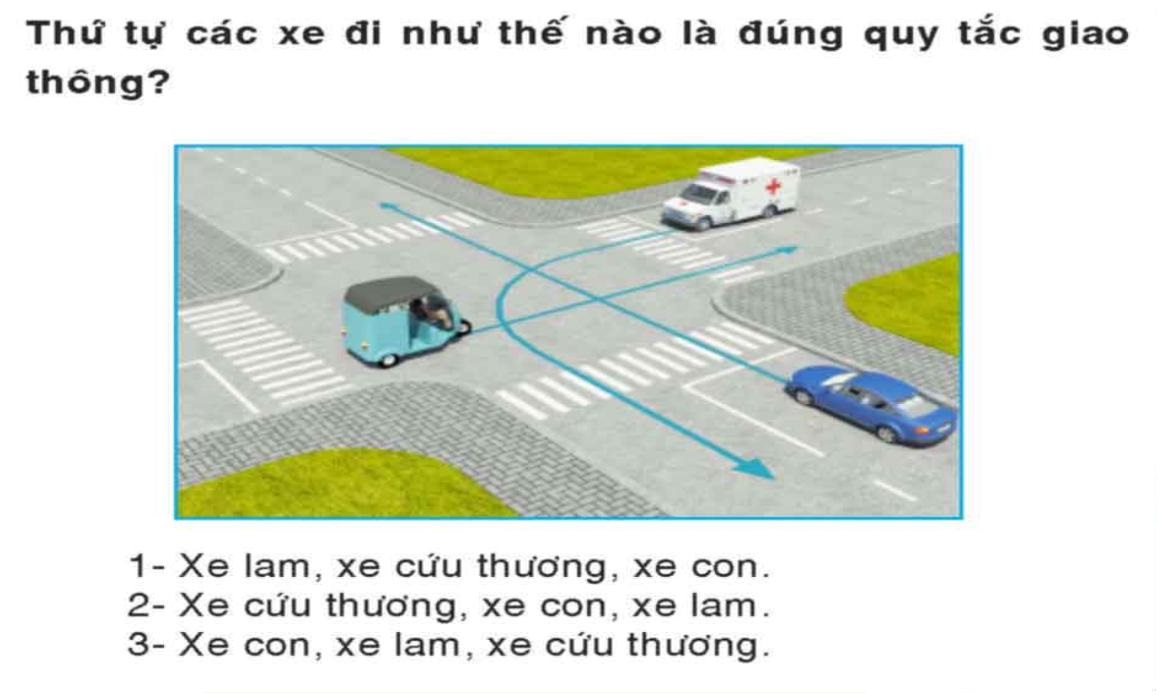 Thứ tự các xe đi như thế nào là đúng quy tắc giao
thông?
1- Xe lam, xe cứu thương, xe con.
2- Xe cứu thương, xe con, xe lam.
3- Xe con, xe lam, xe cứu thương.